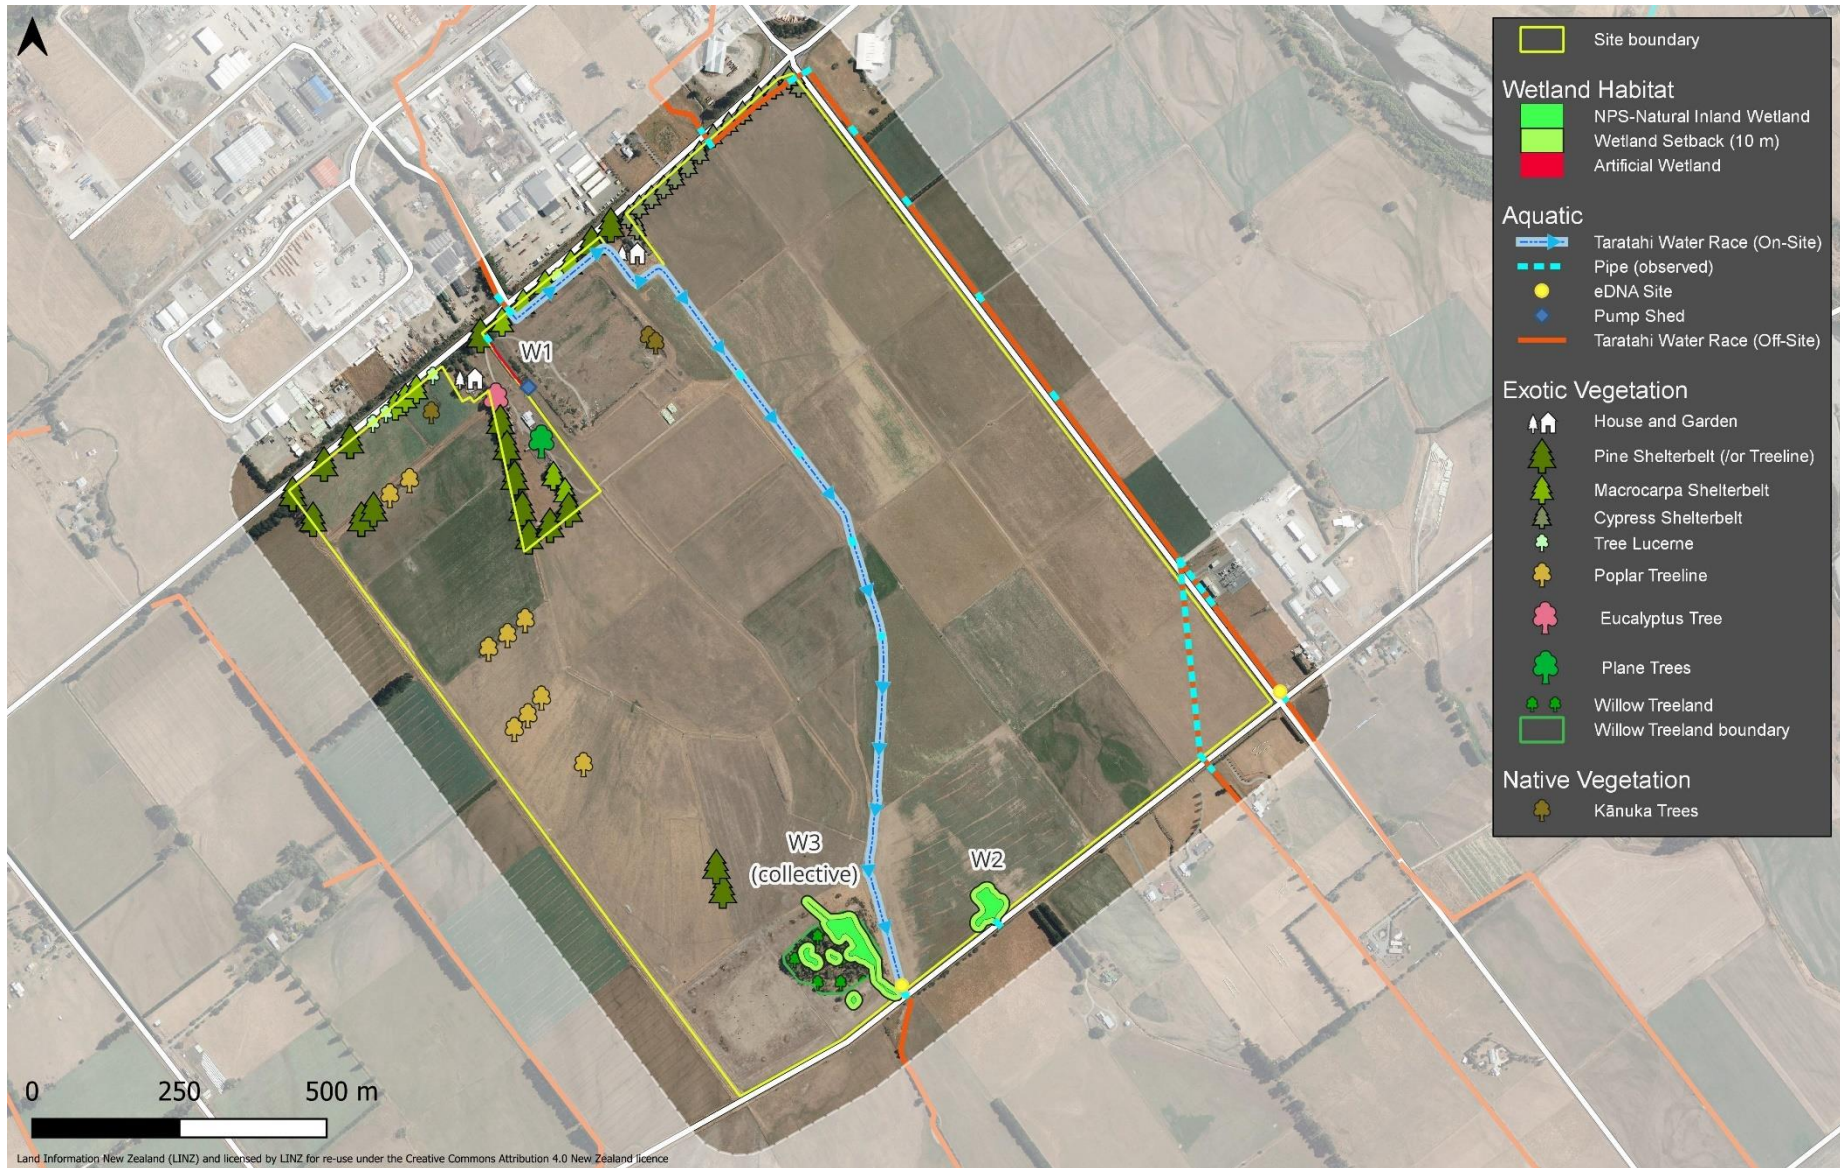 Site boundary
Wetland Habitat
NPS-Natural Inland Wetland
Wetland Setback (10 m)
Artificial Wetland
Aquatic
Taratahi Water Race (On-Site)
Pipe (observed)
eDNA Site
Pump Shed
Taratahi Water Race (Off-Site)
Exotic Vegetation
House and Garden
Pine Shelterbelt (/or Treeline)
Macrocarpa Shelterbelt
Cypress Shelterbelt
Tree Lucerne
Poplar Treeline
Eucalyptus Tree
Plane Trees
Willow Treeland
Willow Treeland boundary
Native Vegetation
Kānuka Trees
W1
W3
(collective)
W2
0 250 500 m
Land Information New Zealand (LINZ) and licensed by LINZ for re-use under the Creative Commons Attribution 4.0 New Zealand licence